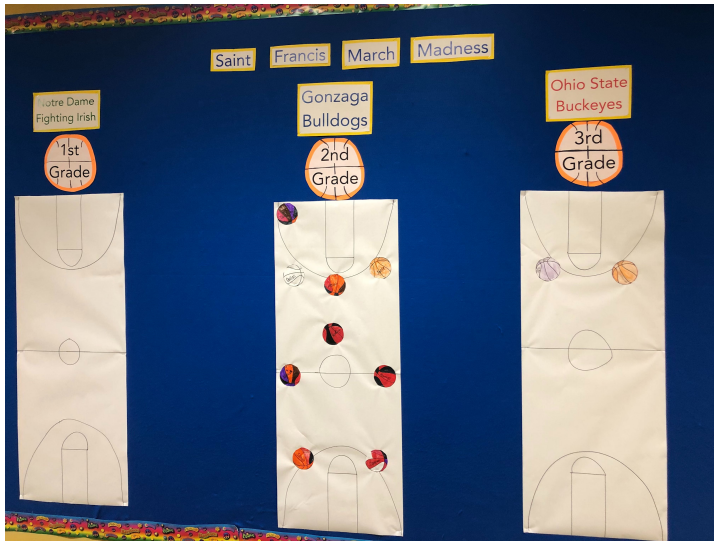 Saint Francis March Madness
Notre Dame
Fighting Irish
1st
Grade
Gonzaga
Bulldogs
2nd
Grade
Ohio State
Buckeyes
3rd
Grade